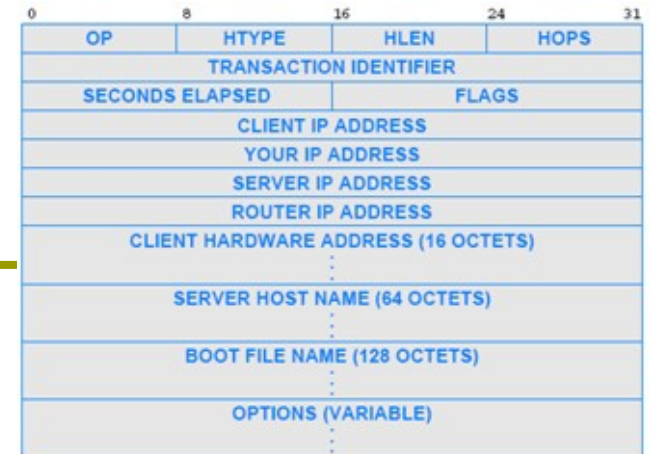 0 8 16 24 31
OP HTYPE HLEN HOPS
TRANSACTION IDENTIFIER
SECONDS ELAPSED FLAGS
CLIENT IP ADDRESS
YOUR IP ADDRESS
SERVER IP ADDRESS
ROUTER IP ADDRESS
CLIENT HARDWARE ADDRESS (16 OCTETS)
SERVER HOST NAME (64 OCTETS)
BOOT FILE NAME (128 OCTETS)
OPTIONS (VARIABLE)